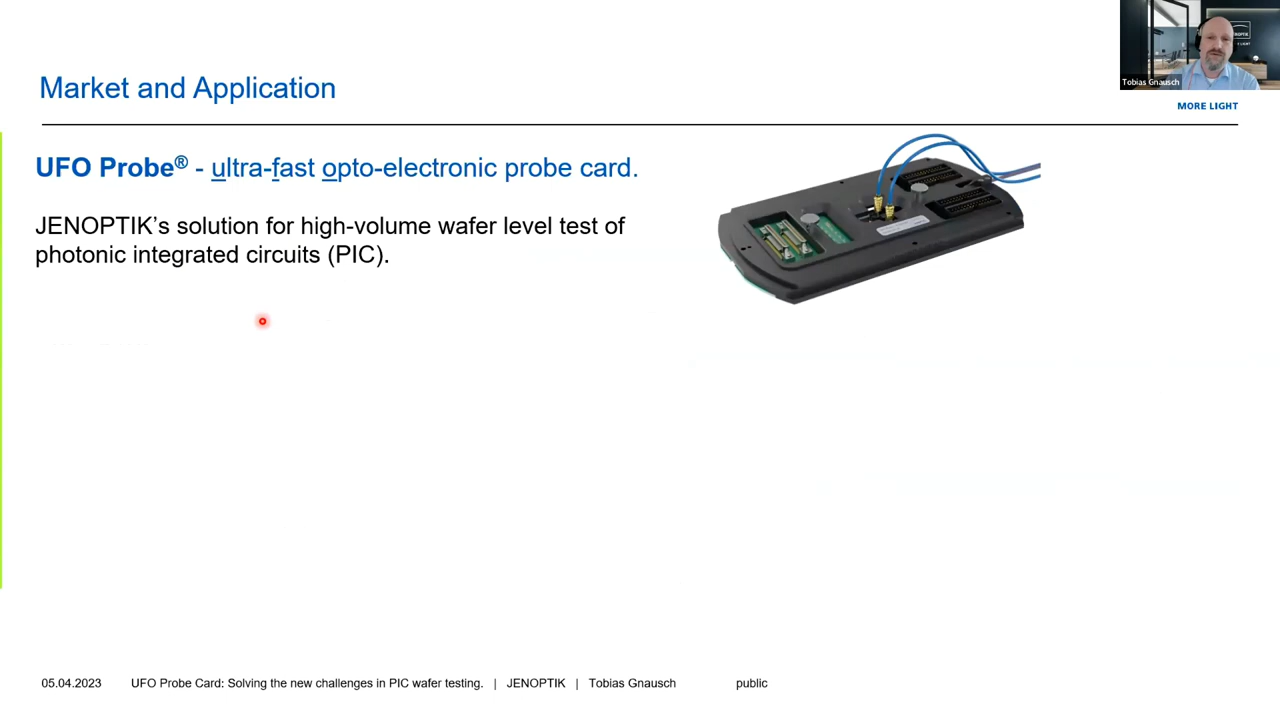 Market and Application
Tobias Gnausch
MORE LIGHT
UFO Probe® - ultra-fast opto-electronic probe card.
JENOPTIK’s solution for high-volume wafer level test of
photonic integrated circuits (PIC).
05.04.2023 UFO Probe Card: Solving the new challenges in PIC wafer testing. | JENOPTIK | Tobias Gnausch public